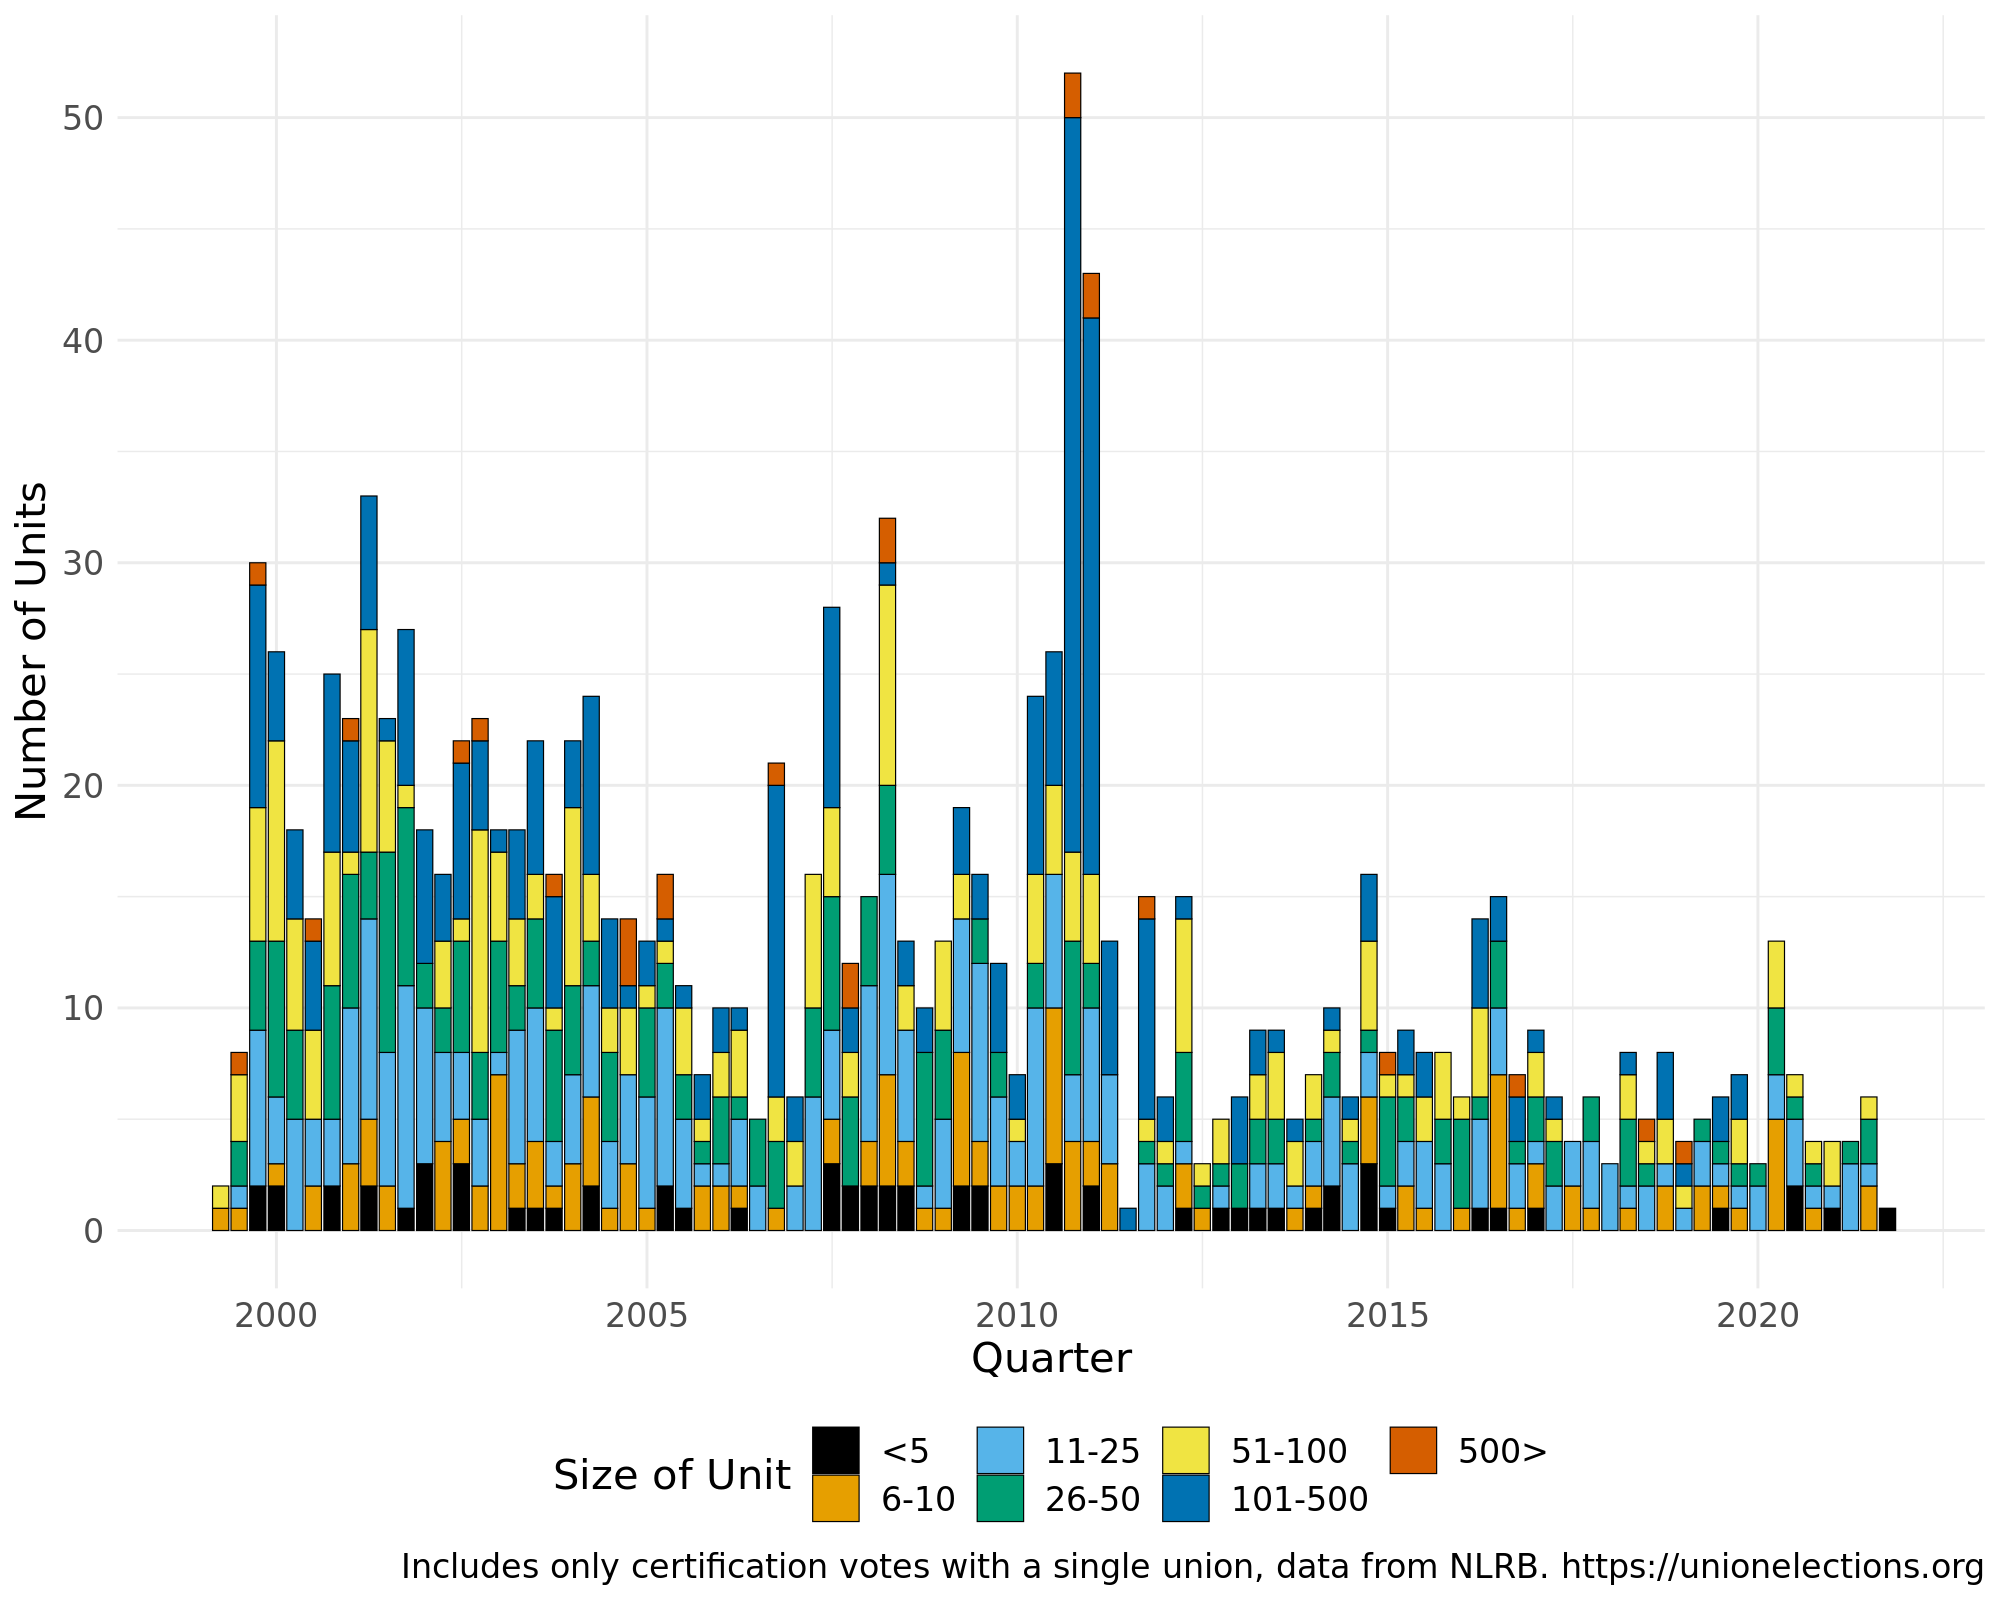 50
40
30
20
10
0
Number of Units
2000 2005 2010 2015 2020
Quarter
Size of Unit
<5 11-25 51-100 500>
6-10 26-50 101-500
Includes only certification votes with a single union, data from NLRB. https://unionelections.org